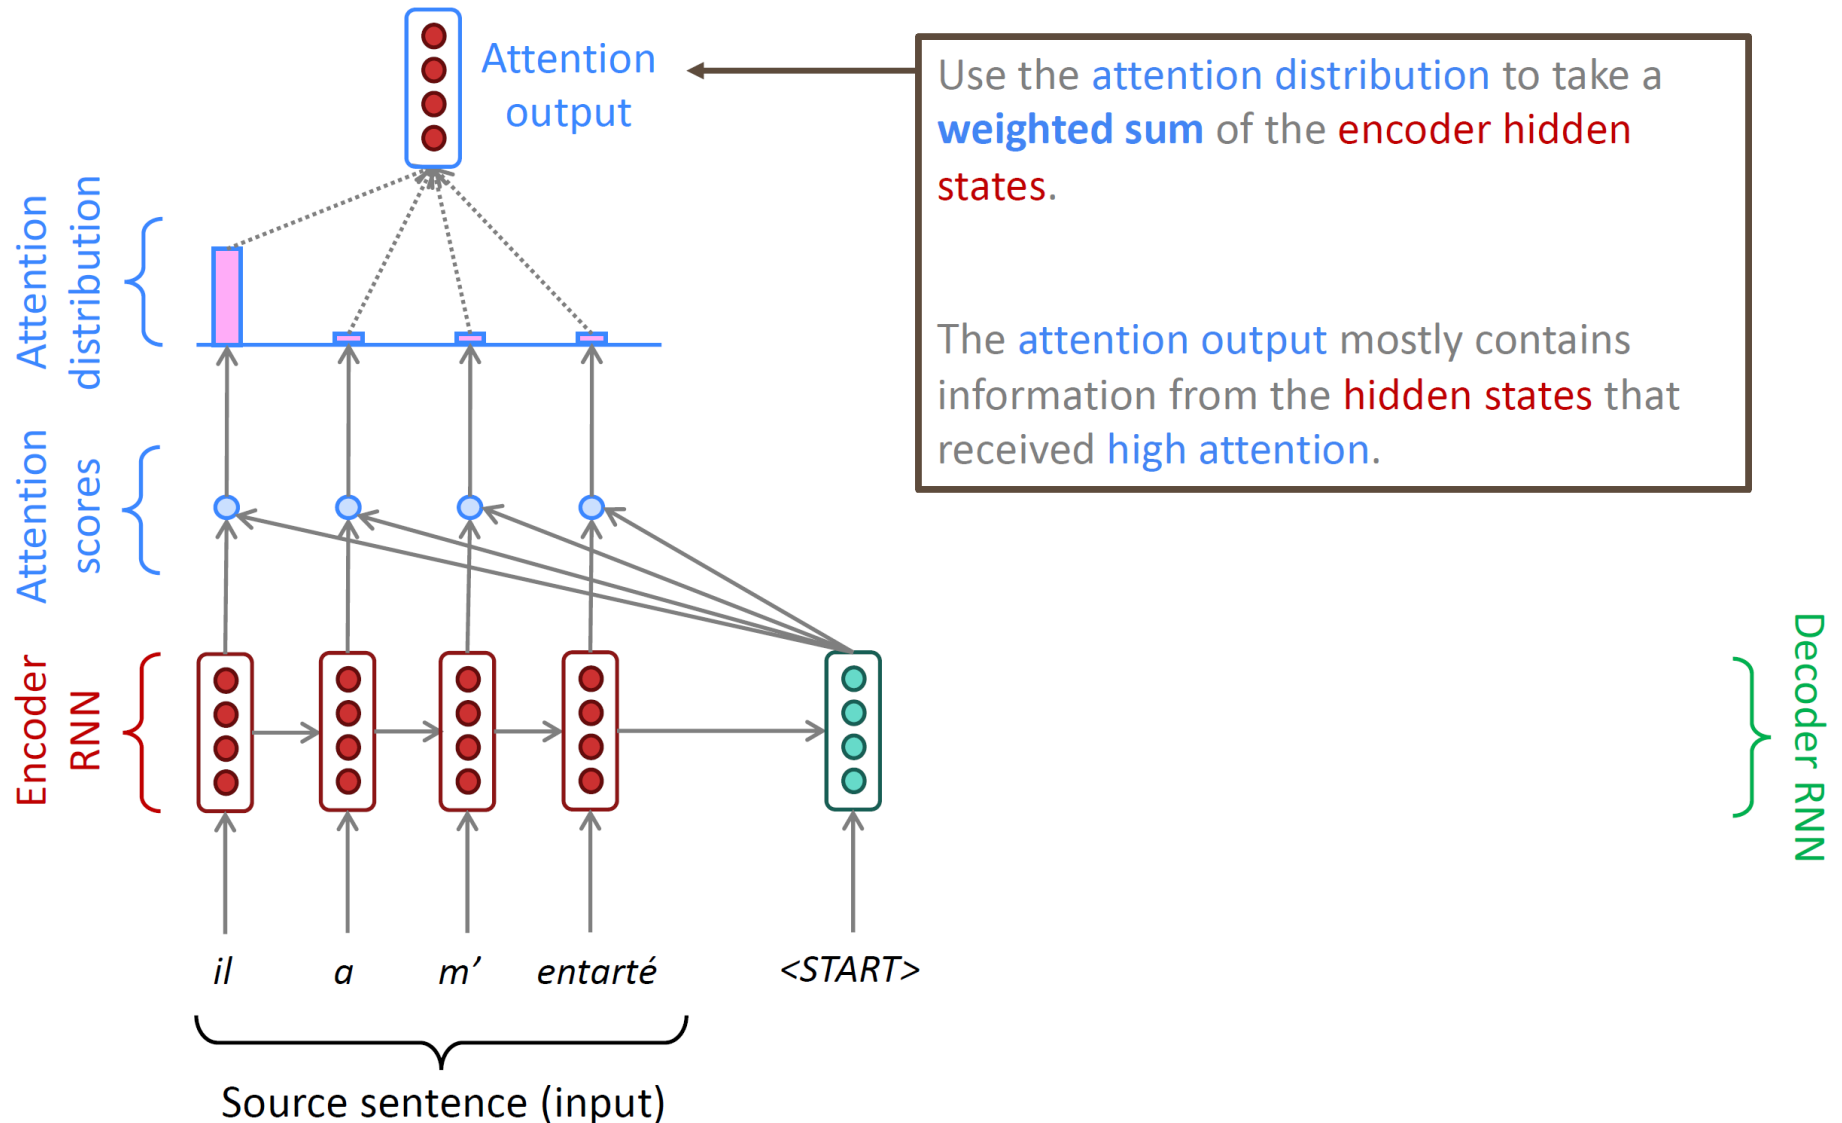 Attention
output
Use the attention distribution to take a
weighted sum of the encoder hidden
states.
The attention output mostly contains
information from the hidden states that
received high attention.
Attention
distribution
Attention
scores
Encoder
RNN
Decoder RNN
il a m’ entarté <START>
Source sentence (input)